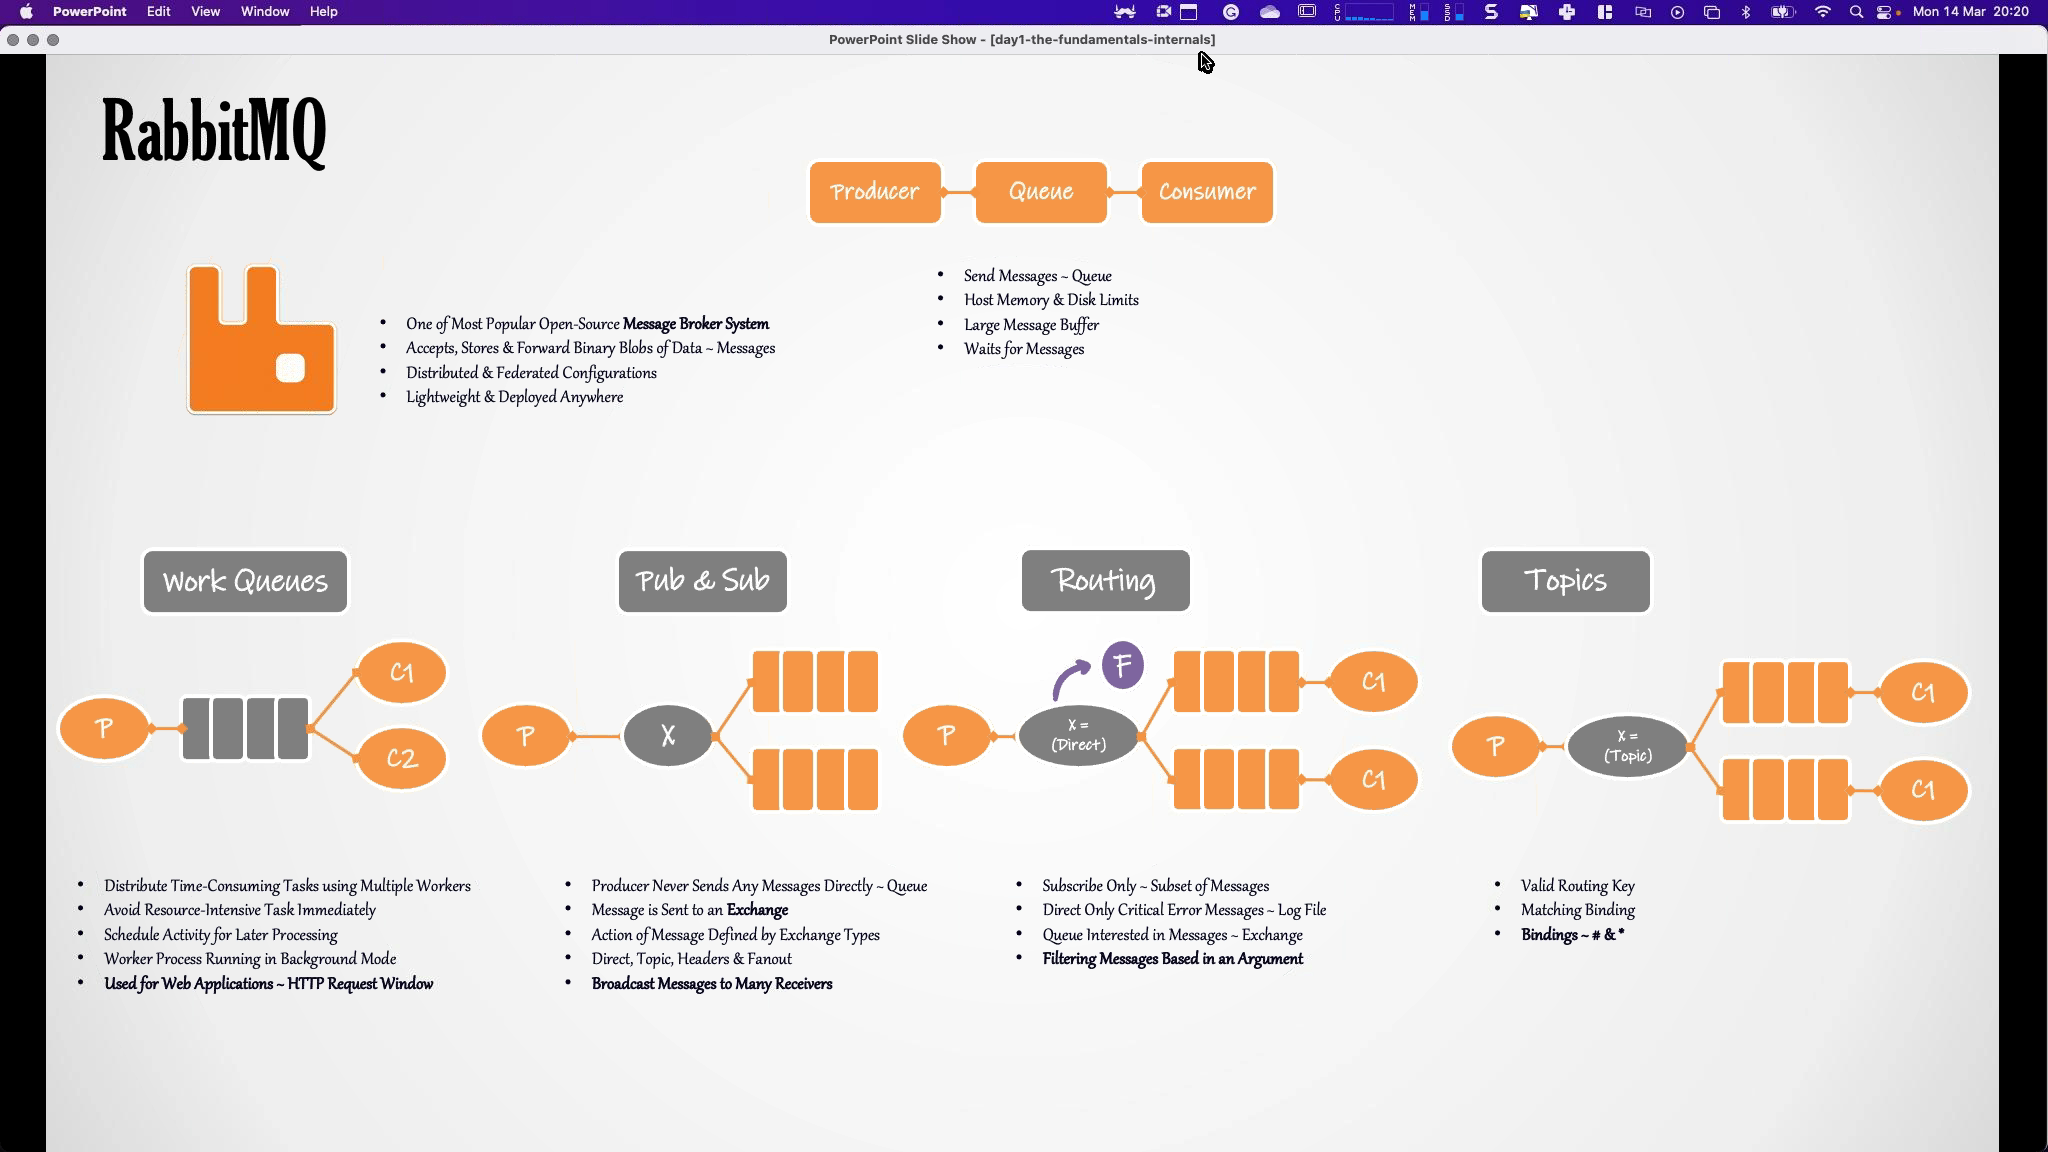 PowerPoint Edit View Window Help
Mon 14 Mar 20:20
PowerPoint Slide Show - [day1-the-fundamentals-internals]
RabbitMQ
Producer
Queue
Consumer
• Send Messages ~ Queue
• Host Memory & Disk Limits
• Large Message Buffer
• Waits for Messages
• One of Most Popular Open-Source Message Broker System
• Accepts, Stores & Forward Binary Blobs of Data ~ Messages
• Distributed & Federated Configurations
• Lightweight & Deployed Anywhere
Work Queues
P
C1
C2
• Distribute Time-Consuming Tasks using Multiple Workers
• Avoid Resource-Intensive Task Immediately
• Schedule Activity for Later Processing
• Worker Process Running in Background Mode
• Used for Web Applications ~ HTTP Request Window
Pub & Sub
P
X
• Producer Never Sends Any Messages Directly ~ Queue
• Message is Sent to an Exchange
• Action of Message Defined by Exchange Types
• Direct, Topic, Headers & Fanout
• Broadcast Messages to Many Receivers
Routing
F
P
X =
(Direct)
C1
C1
• Subscribe Only ~ Subset of Messages
• Direct Only Critical Error Messages ~ Log File
• Queue Interested in Messages ~ Exchange
• Filtering Messages Based in an Argument
Topics
P
X =
(Topic)
C1
C1
• Valid Routing Key
• Matching Binding
• Bindings ~ # & *